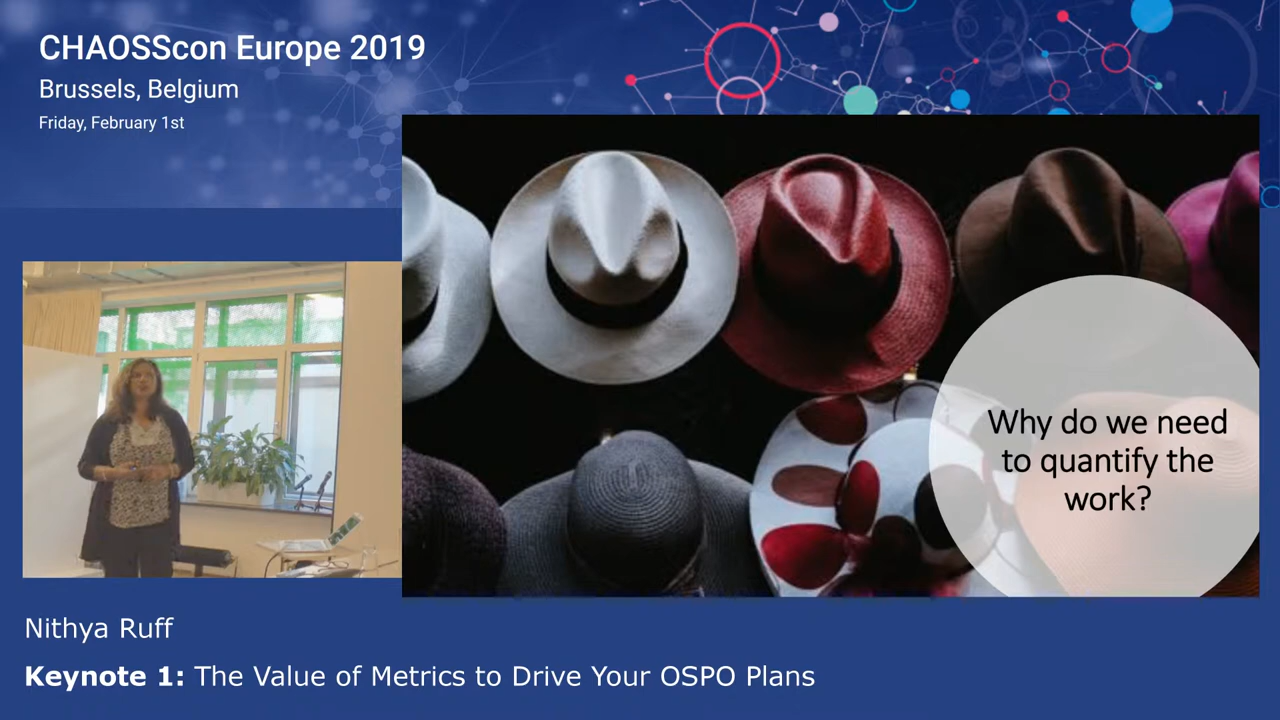 CHAOSScon Europe 2019
Brussels, Belgium
Friday, February 1st
Why do we need
to quantify the
work?
Nithya Ruff
Keynote 1: The Value of Metrics to Drive Your OSPO Plans